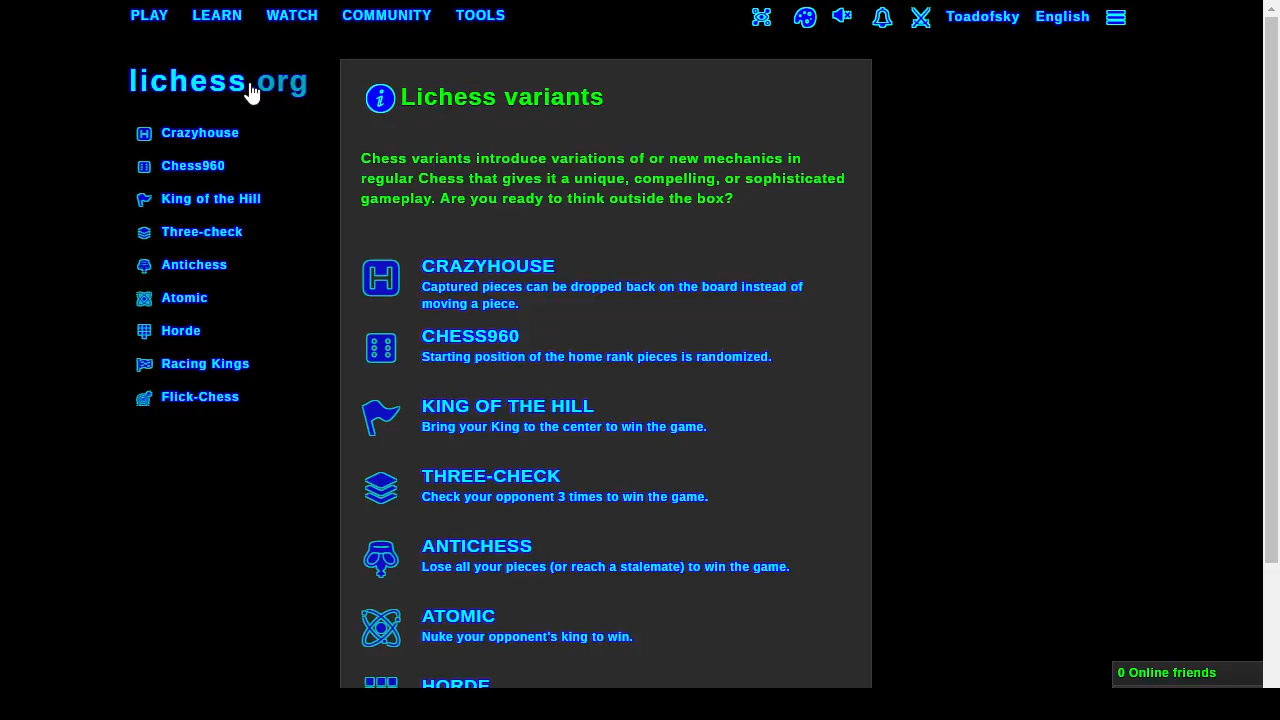 PLAY LEARN WATCH COMMUNITY TOOLS Toadofsky English
lichess.org
Crazyhouse
Chess960
King of the Hill
Three-check
Antichess
Atomic
Horde
Racing Kings
Flick-Chess
Lichess variants
Chess variants introduce variations of or new mechanics in
regular Chess that gives it a unique, compelling, or sophisticated
gameplay. Are you ready to think outside the box?
CRAZYHOUSE
Captured pieces can be dropped back on the board instead of
moving a piece.
CHESS960
Starting position of the home rank pieces is randomized.
KING OF THE HILL
Bring your King to the center to win the game.
THREE-CHECK
Check your opponent 3 times to win the game.
ANTICHESS
Lose all your pieces (or reach a stalemate) to win the game.
ATOMIC
Nuke your opponent's king to win.
HORDE
0 Online friends